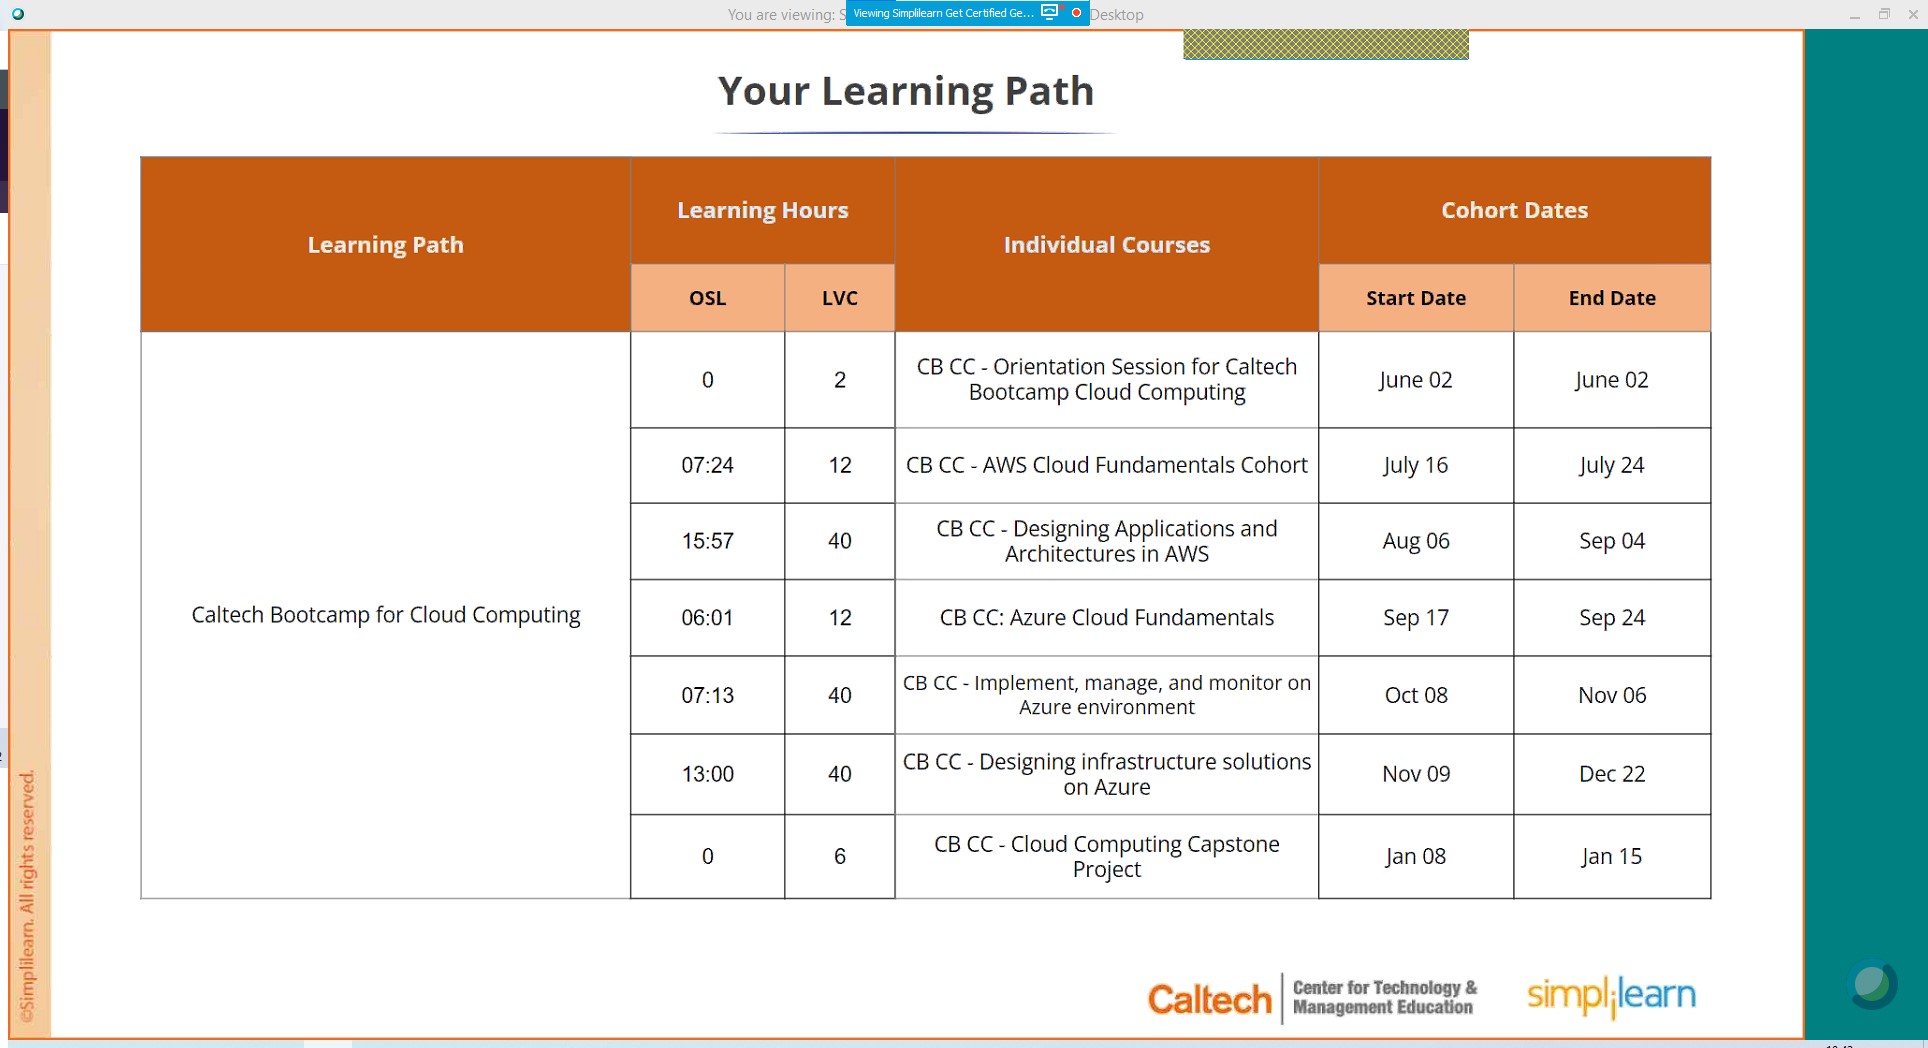 You are viewing: S
Viewing Simplilearn Get Certified Ge...
Desktop
Your Learning Path
Learning Path
Learning Hours
Individual Courses
Cohort Dates
OSL
LVC
Start Date
End Date
Caltech Bootcamp for Cloud Computing
0
2
CB CC - Orientation Session for Caltech
Bootcamp Cloud Computing
June 02
June 02
07:24
12
CB CC - AWS Cloud Fundamentals Cohort
July 16
July 24
15:57
40
CB CC - Designing Applications and
Architectures in AWS
Aug 06
Sep 04
06:01
12
CB CC: Azure Cloud Fundamentals
Sep 17
Sep 24
07:13
40
CB CC - Implement, manage, and monitor on
Azure environment
Oct 08
Nov 06
13:00
40
CB CC - Designing infrastructure solutions
on Azure
Nov 09
Dec 22
0
6
CB CC - Cloud Computing Capstone
Project
Jan 08
Jan 15
©Simplilearn. All rights reserved.
Caltech
Center for Technology &
Management Education
simplilearn